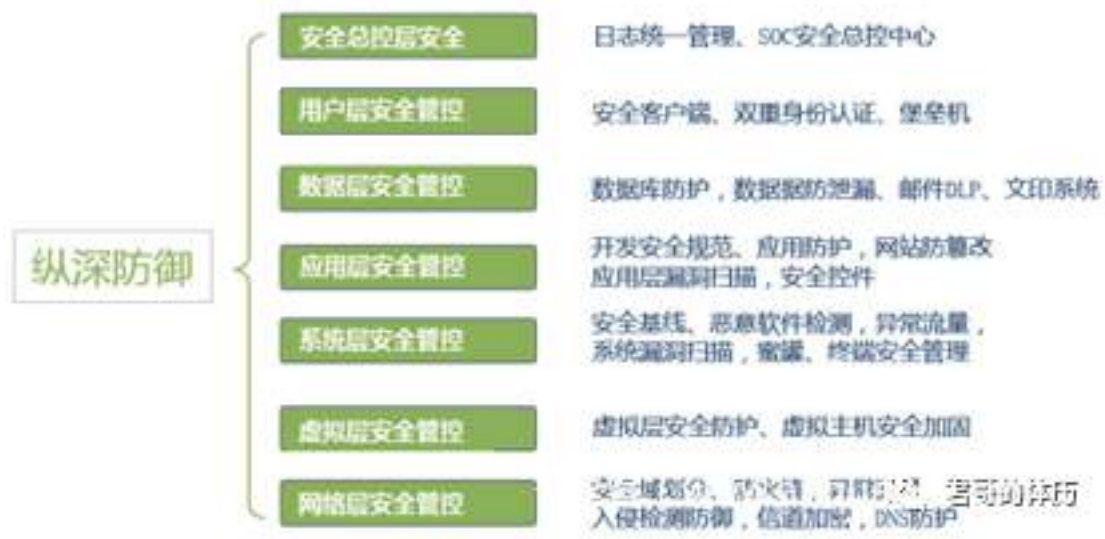 纵深防御
安全总控层安全
日志统一管理、SOC安全总控中心
用户层安全管控
安全客户端、双重身份认证、堡垒机
数据层安全管控
数据库防护，数据据防泄漏、邮件DLP、文印系统
应用层安全管控
开发安全规范、应用防护，网站防篡改
应用层漏洞扫描，安全控件
系统层安全管控
安全基线、恶意软件检测，异常流量，
系统漏洞扫描，蜜罐、终端安全管理
虚拟层安全管控
虚拟层安全防护、虚拟主机安全加固
网络层安全管控
安全域划分、防火墙，异常
君哥的体历
入侵检测防御，信道加密，DNS防护